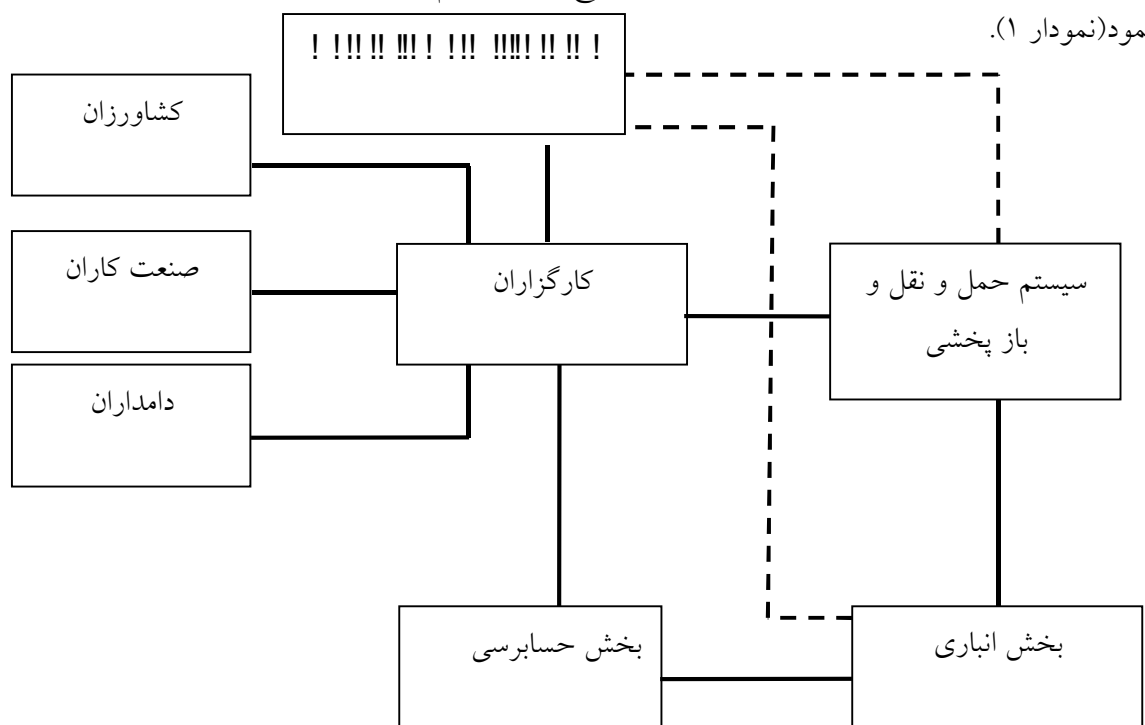 مود(نمودار ۱).
کشاورزان
صنعت کاران
کارگزاران
سیستم حمل و نقل و
باز پخشی
دامداران
بخش حسابرسی
بخش انباری